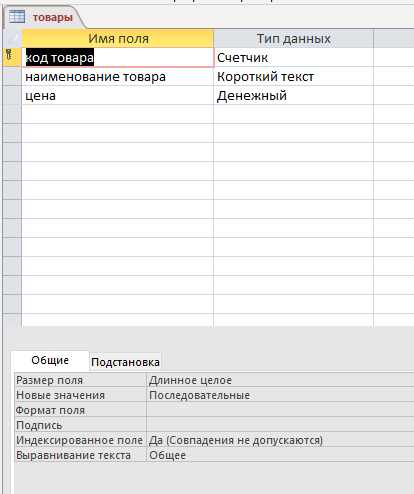 товары
Имя поля Тип данных
код товара Счетчик
наименование товара Короткий текст
цена Денежный
Общие Подстановка
Размер поля Длинное целое
Новые значения Последовательные
Формат поля
Подпись
Индексированное поле Да (Совпадения не допускаются)
Выравнивание текста Общее